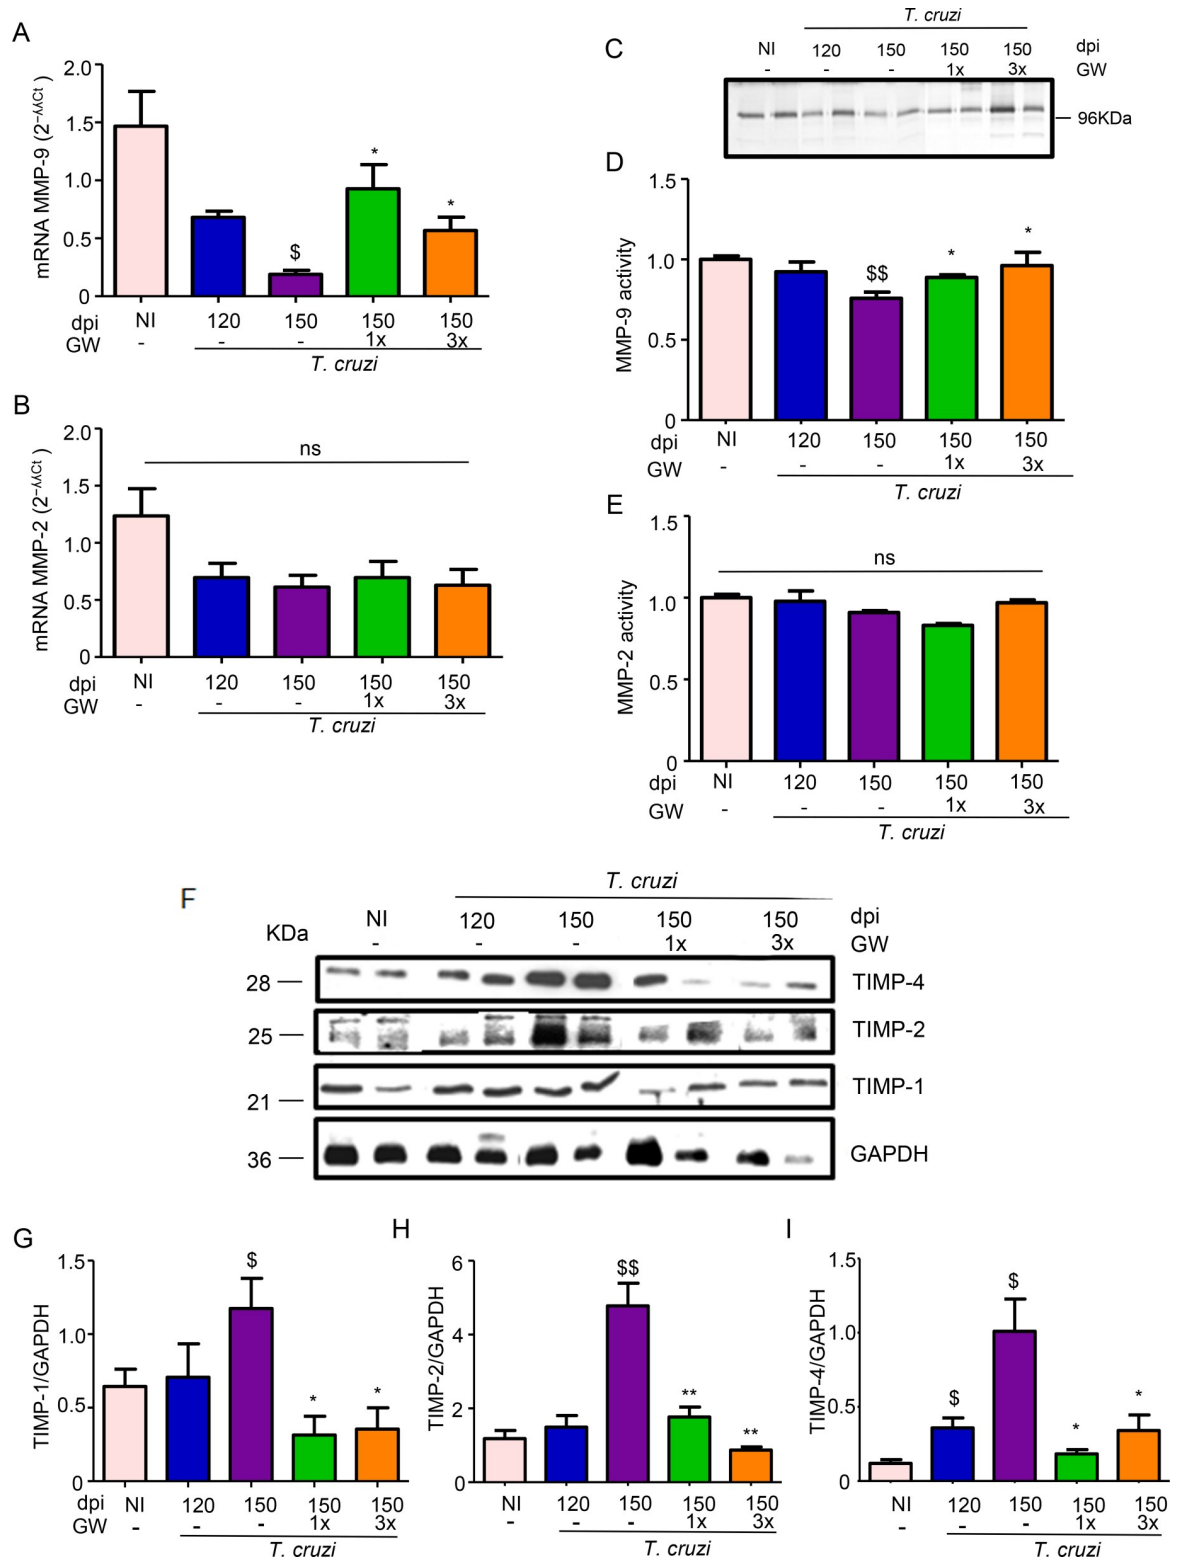 A
mRNA MMP-9 (2⁻ʎʎCt)
2.0
1.5
1.0
0.5
0
$
*
*
dpi NI 120 150 150 150
GW - - - 1x 3x
T. cruzi
B
mRNA MMP-2 (2⁻ʎʎCt)
2.0
1.5
1.0
0.5
0
ns
dpi NI 120 150 150 150
GW - - - 1x 3x
T. cruzi
C
T. cruzi
NI 120 150 150 150 dpi
- - - 1x 3x GW
96KDa
D
MMP-9 activity
1.5
1.0
0.5
0
$$
*
*
dpi NI 120 150 150 150
GW - - - 1x 3x
T. cruzi
E
MMP-2 activity
1.5
1.0
0.5
0
ns
dpi NI 120 150 150 150
GW - - - 1x 3x
T. cruzi
F
T. cruzi
NI 120 150 150 150 dpi
KDa - - - 1x 3x GW
28 TIMP-4
25 TIMP-2
21 TIMP-1
36 GAPDH
G
TIMP-1/GAPDH
1.5
1.0
0.5
0
$
*
*
dpi NI 120 150 150 150
GW - - - 1x 3x
T. cruzi
H
TIMP-2/GAPDH
6
4
2
0
$$
**
**
NI 120 150 150 150
- - - 1x 3x
T. cruzi
I
TIMP-4/GAPDH
1.5
1.0
0.5
0
$
$
*
*
NI 120 150 150 150
- - - 1x 3x
T. cruzi